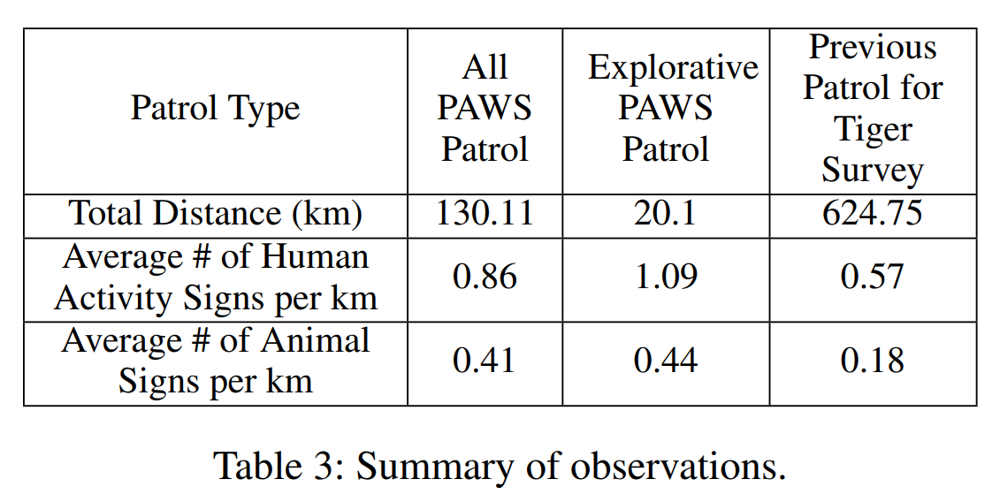 Patrol Type
All
PAWS
Patrol
Explorative
PAWS
Patrol
Previous
Patrol for
Tiger
Survey
Total Distance (km)
130.11
20.1
624.75
Average # of Human
Activity Signs per km
0.86
1.09
0.57
Average # of Animal
Signs per km
0.41
0.44
0.18
Table 3: Summary of observations.